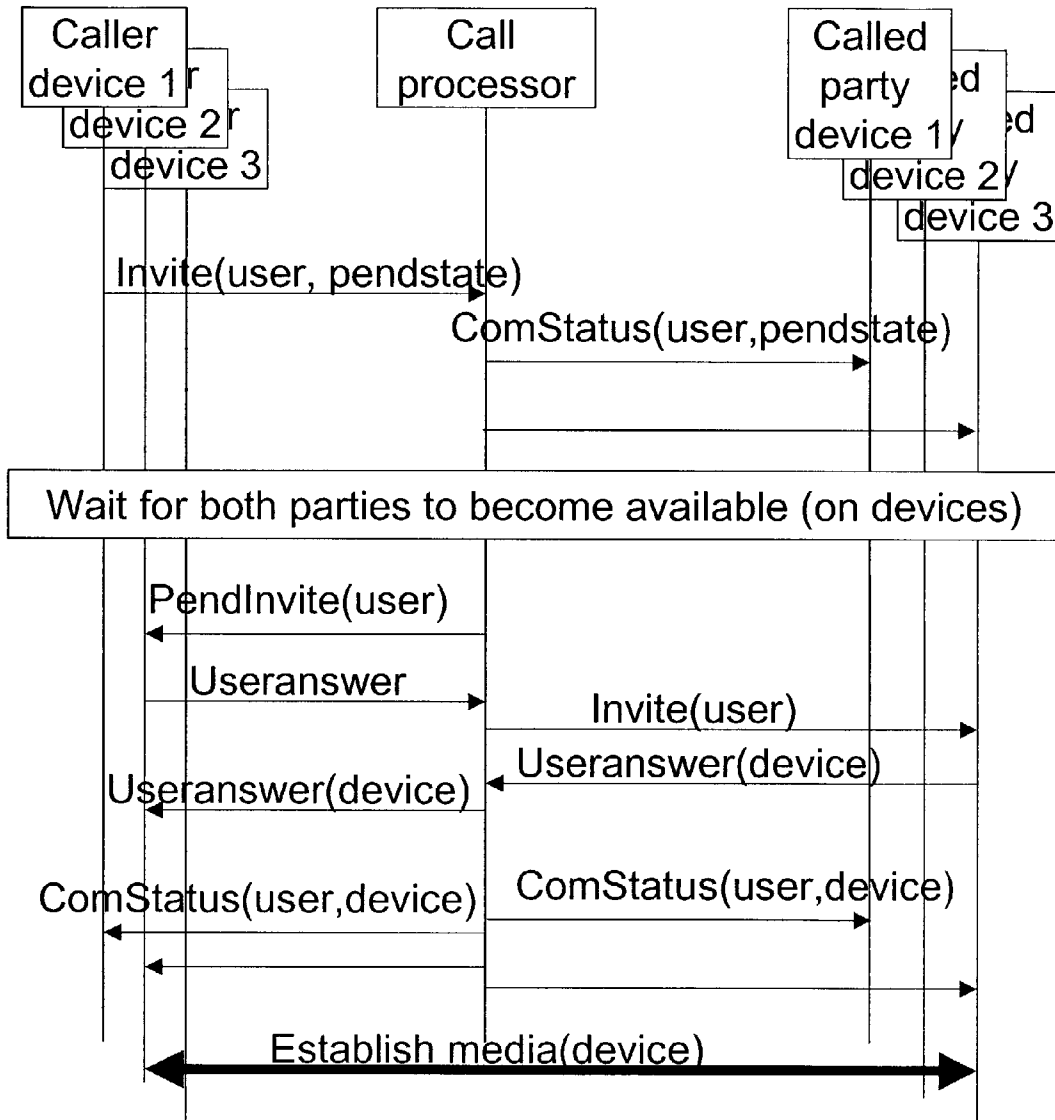 Caller
device 1
r
device 2
r
device 3
Call
processor
Called
party
device 1
ed
y
device 2
ed
y
device 3
Invite(user, pendstate)
ComStatus(user,pendstate)
Wait for both parties to become available (on devices)
PendInvite(user)
Useranswer
Invite(user)
Useranswer(device)
Useranswer(device)
ComStatus(user,device)
ComStatus(user,device)
Establish media(device)